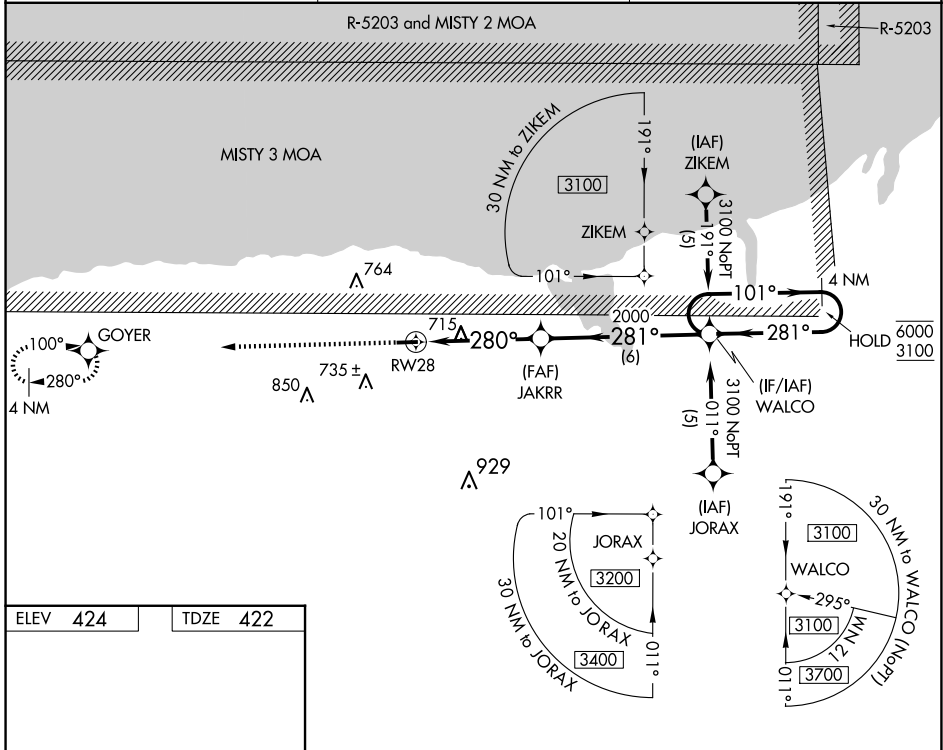 R-5203 and MISTY 2 MOA
R-5203
MISTY 3 MOA
30 NM to ZIKEM
191°
3100
ZIKEM
101°
(IAF)
ZIKEM
3100 NoPT
191°
(5)
4 NM
101°
764
2000
715
280°
281°
(6)
281°
HOLD
6000
3100
100°
GOYER
280°
4 NM
RW28
(FAF)
JAKRR
(IF/IAF)
WALCO
735 ±
850
3100 NoPT
011°
(5)
929
(IAF)
JORAX
101°
JORAX
20 NM to JORAX
3200
30 NM to JORAX
3400
011°
191°
3100
30 NM to WALCO (NoPT)
WALCO
295°
3100
12 NM
3700
011°
ELEV 424
TDZE 422